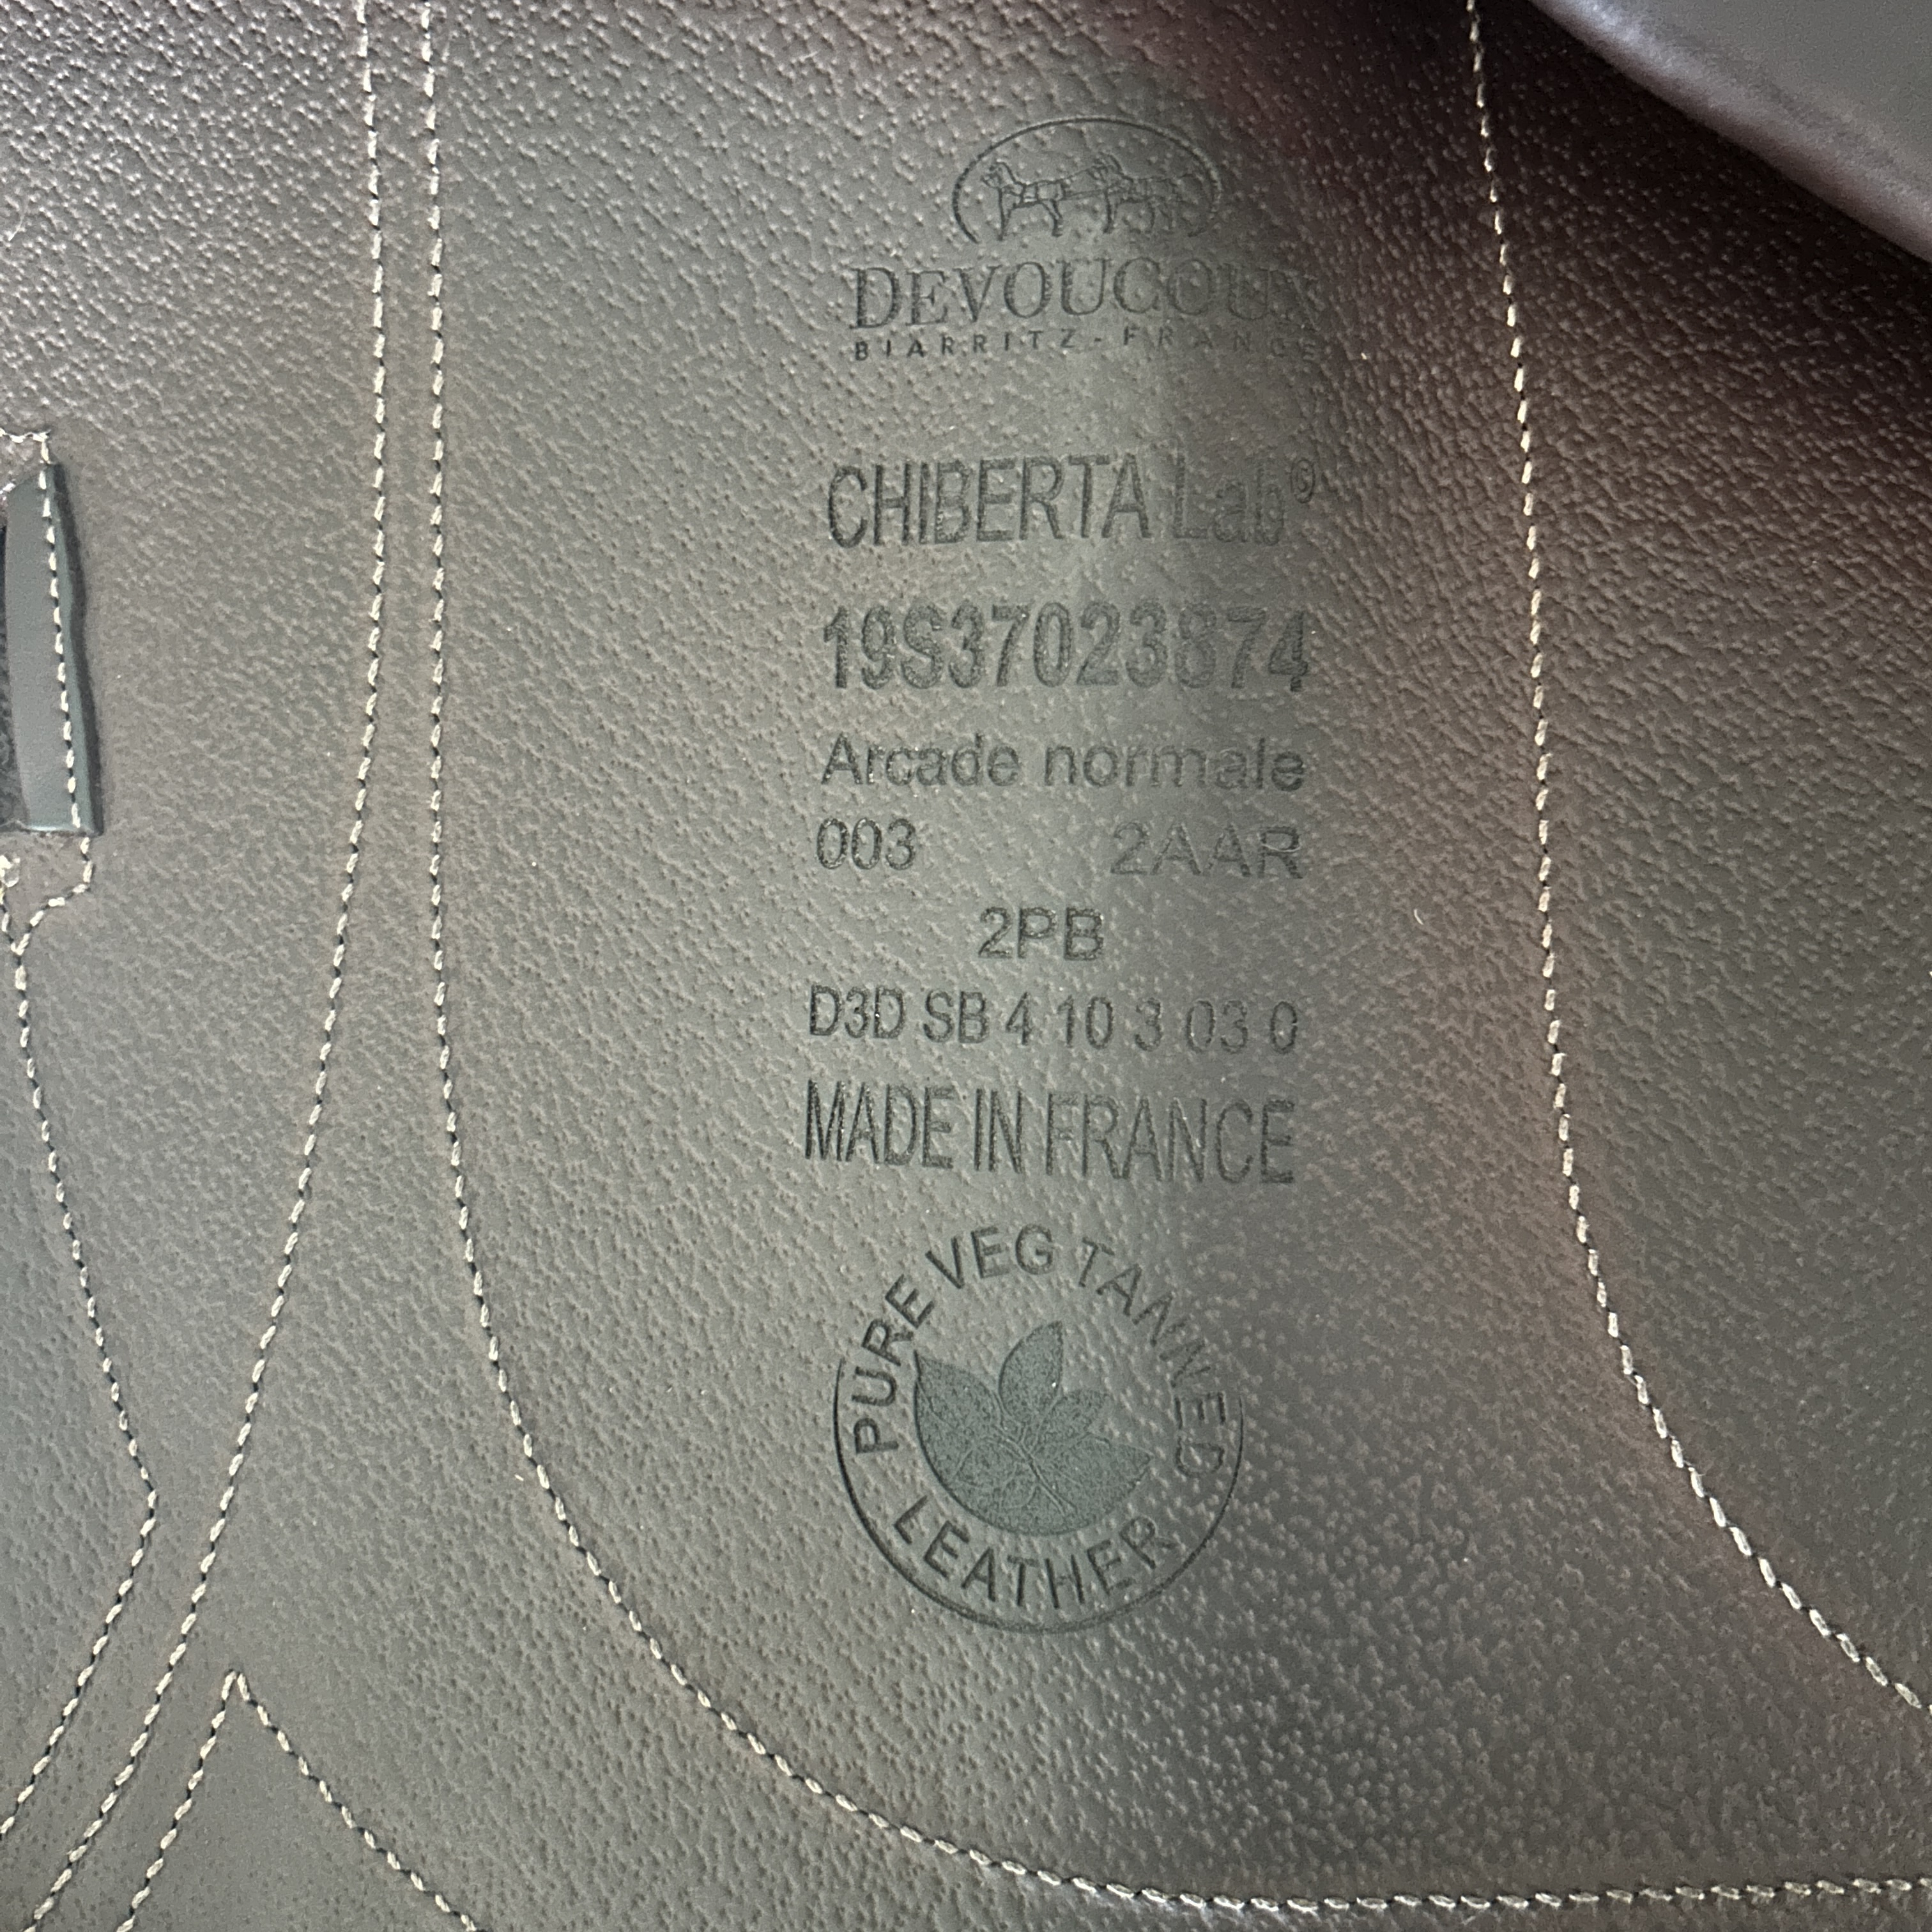 DEVOUCOUX
BIARRITZ-FRANCE
CHIBERTA Lab®
19S37023874
Arcade normale
003 2AAR
2PB
D3D SB 4 10 3 03 0
MADE IN FRANCE
PURE VEG TANNED
LEATHER